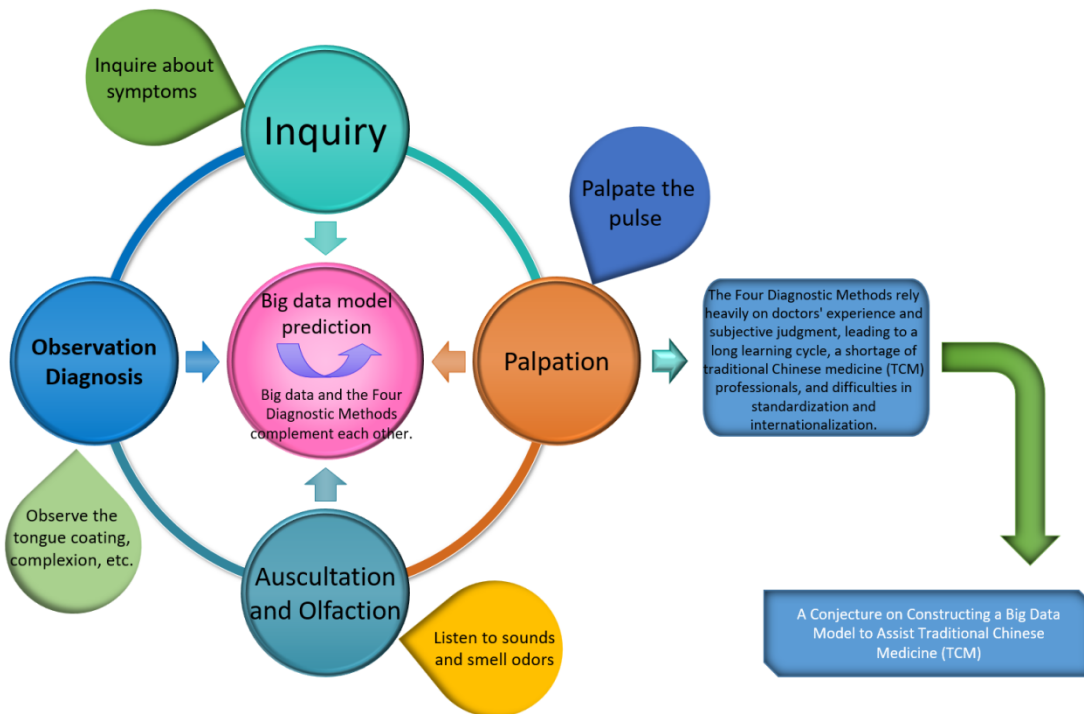 Inquire about
symptoms
Inquiry
Palpate the
pulse
Observation
Diagnosis
Big data model
prediction
Big data and the Four
Diagnostic Methods
complement each other.
Palpation
The Four Diagnostic Methods rely
heavily on doctors' experience and
subjective judgment, leading to a
long learning cycle, a shortage of
traditional Chinese medicine (TCM)
professionals, and difficulties in
standardization and
internationalization.
Observe the
tongue coating,
complexion, etc.
Auscultation
and Olfaction
Listen to sounds
and smell odors
A Conjecture on Constructing a Big Data
Model to Assist Traditional Chinese
Medicine (TCM)